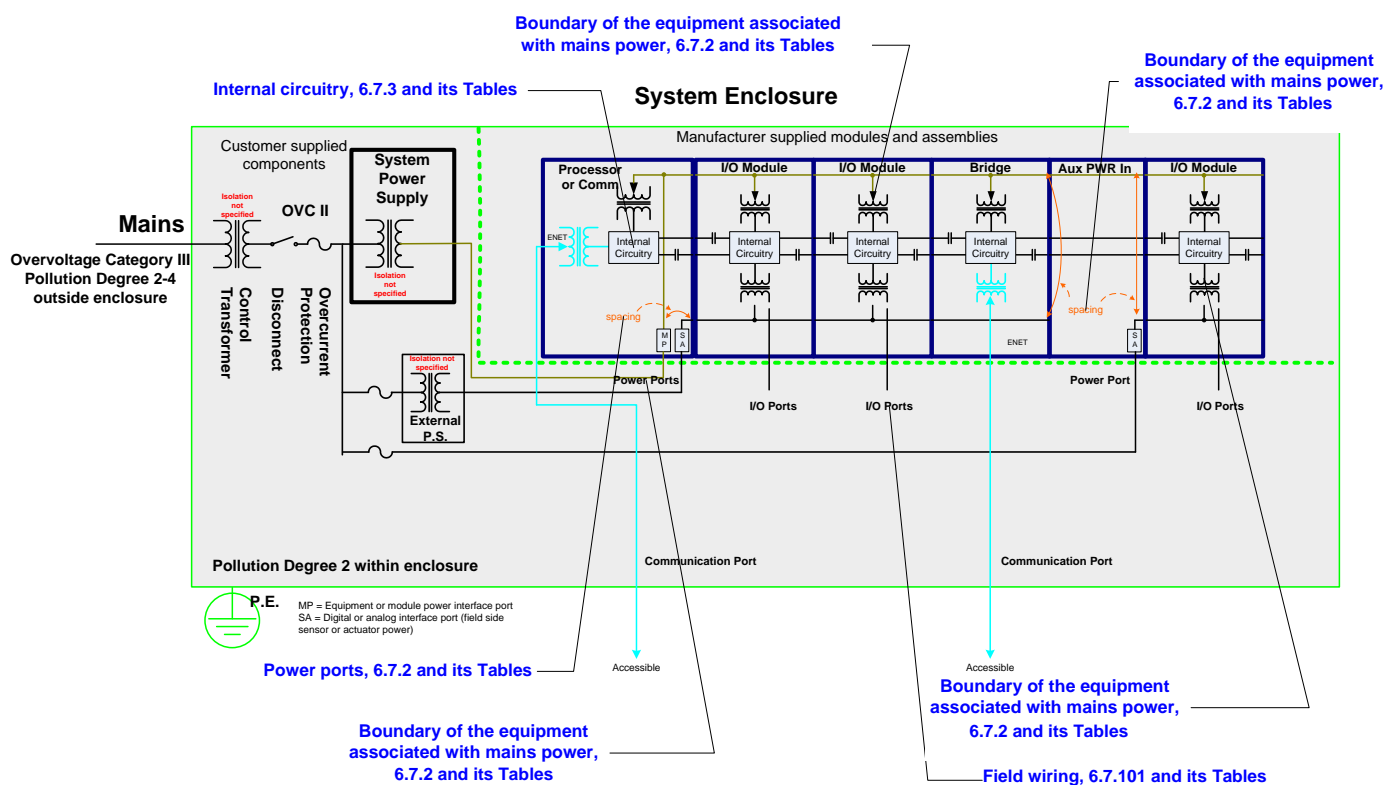 Boundary of the equipment associated
with mains power, 6.7.2 and its Tables
Boundary of the equipment
associated with mains power,
6.7.2 and its Tables
Internal circuitry, 6.7.3 and its Tables
System Enclosure
Customer supplied
components
Manufacturer supplied modules and assemblies
System
Power
Supply
Processor
or Comm
I/O Module
I/O Module
Bridge
Aux PWR In
I/O Module
Isolation
not
specified
OVC II
Mains
Overvoltage Category III
Pollution Degree 2-4
outside enclosure
Isolation
not
specified
ENET
Internal
Circuitry
Internal
Circuitry
Internal
Circuitry
Internal
Circuitry
Internal
Circuitry
Control
Transformer
Disconnect
Overcurrent
Protection
spacing
spacing
M
P
S
A
ENET
S
A
Isolation not
specified
External
P.S.
Power Ports
Power Port
I/O Ports
I/O Ports
I/O Ports
Pollution Degree 2 within enclosure
Communication Port
Communication Port
P.E.
MP = Equipment or module power interface port
SA = Digital or analog interface port (field side
sensor or actuator power)
Power ports, 6.7.2 and its Tables
Accessible
Accessible
Boundary of the equipment
associated with mains power,
6.7.2 and its Tables
Boundary of the equipment
associated with mains power,
6.7.2 and its Tables
Field wiring, 6.7.101 and its Tables